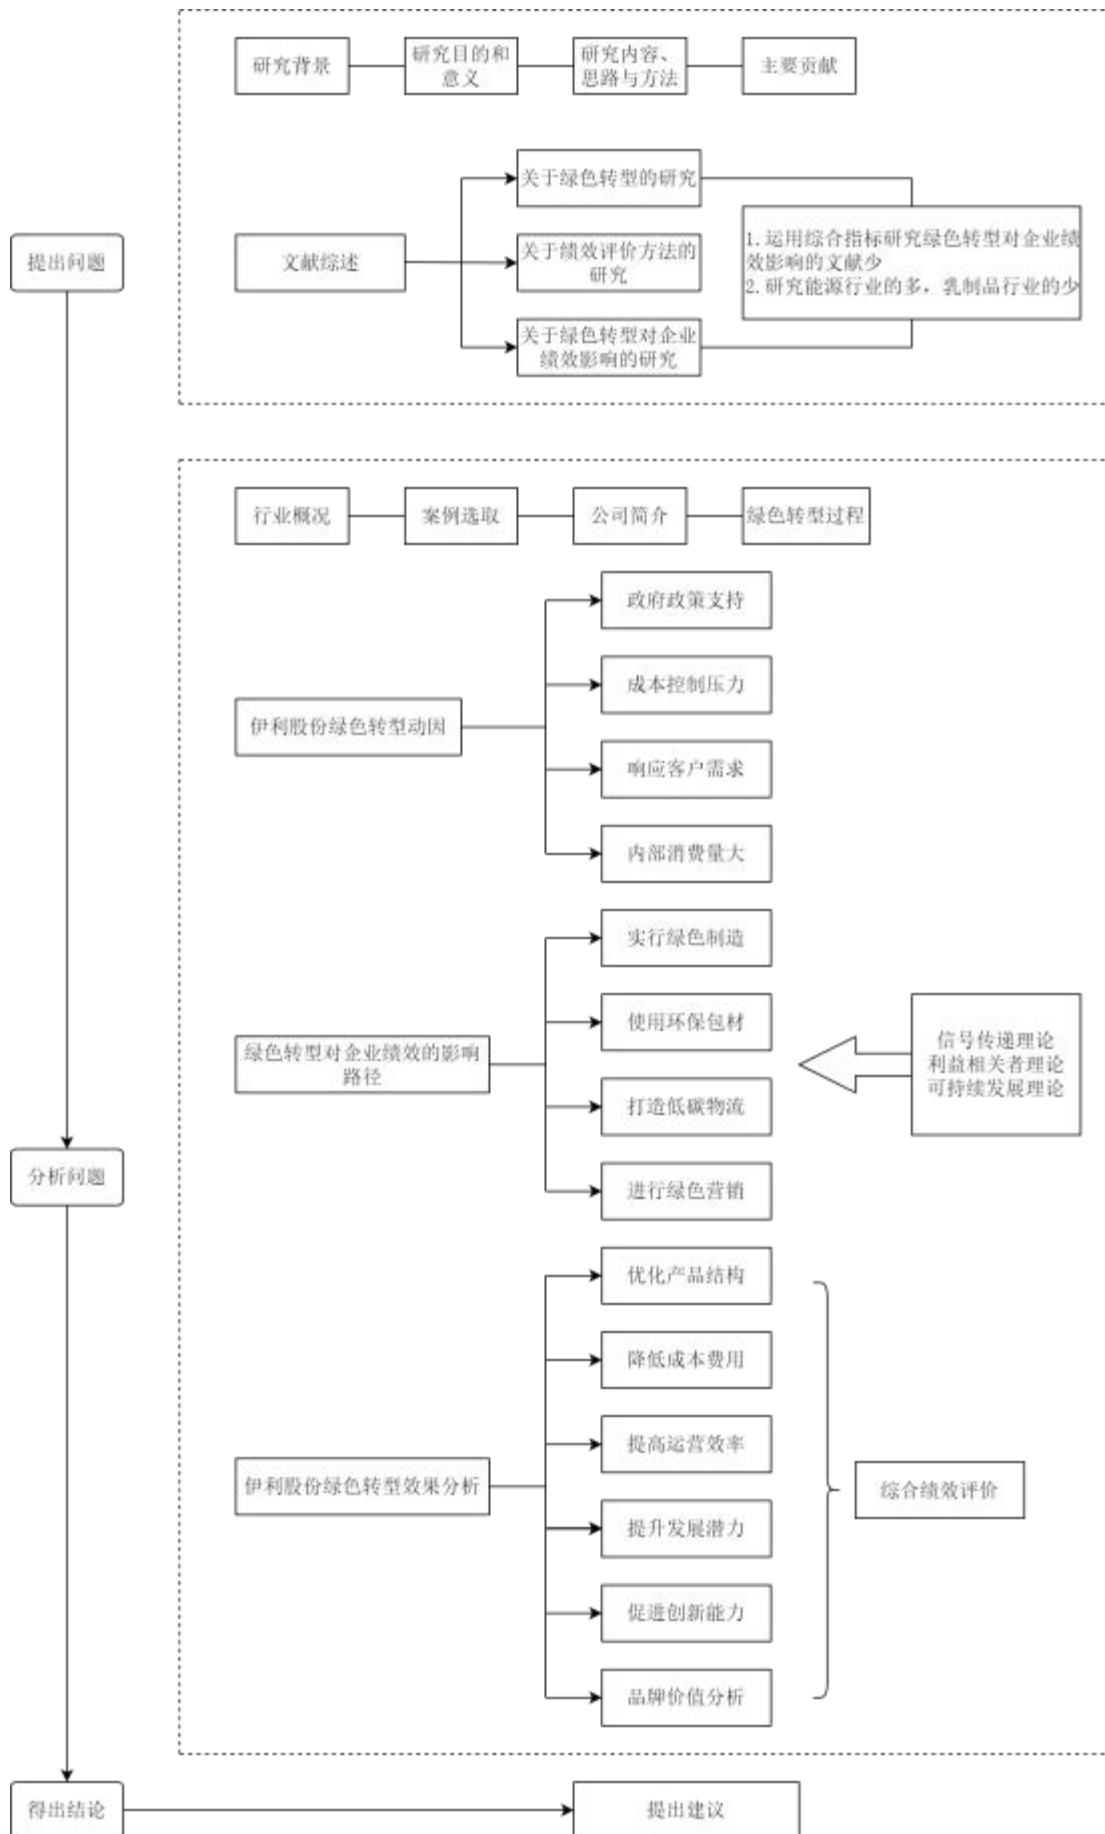 研究背景
研究目的和
意义
研究内容、
思路与方法
主要贡献
关于绿色转型的研究
提出问题
文献综述
关于绩效评价方法的
研究
1.运用综合指标研究绿色转型对企业绩
效影响的文献少
2.研究能源行业的多，乳制品行业的少
关于绿色转型对企业
绩效影响的研究
行业概况
案例选取
公司简介
绿色转型过程
政府政策支持
成本控制压力
伊利股份绿色转型动因
响应客户需求
内部消费量大
实行绿色制造
使用环保包材
绿色转型对企业绩效的影响
路径
信号传递理论
利益相关者理论
可持续发展理论
打造低碳物流
分析问题
进行绿色营销
优化产品结构
降低成本费用
提高运营效率
伊利股份绿色转型效果分析
综合绩效评价
提升发展潜力
促进创新能力
品牌价值分析
得出结论
提出建议